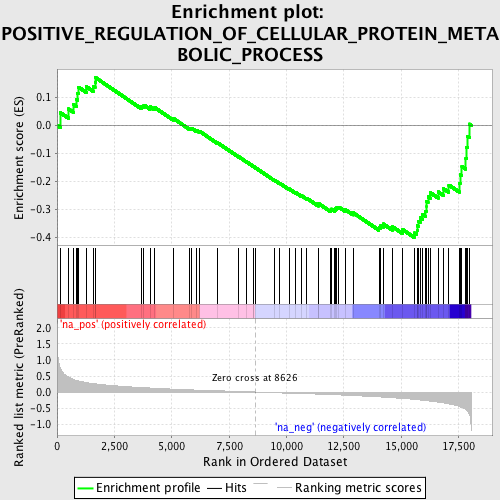 Enrichment plot:
POSITIVE_REGULATION_OF_CELLULAR_PROTEIN_META
BOLIC_PROCESS
Enrichment score (ES)
0.1
0.0
-0.1
-0.2
-0.3
-0.4
'na_pos' (positively correlated)
Ranked list metric (PreRanked)
2.0
1.5
1.0
0.5
0.0
-0.5
-1.0
Zero cross at 8626
'na_neg' (negatively correlated)
0
2,500
5,000
7,500
10,000
12,500
15,000
17,500
Rank in Ordered Dataset
Enrichment profile
Hits
Ranking metric scores